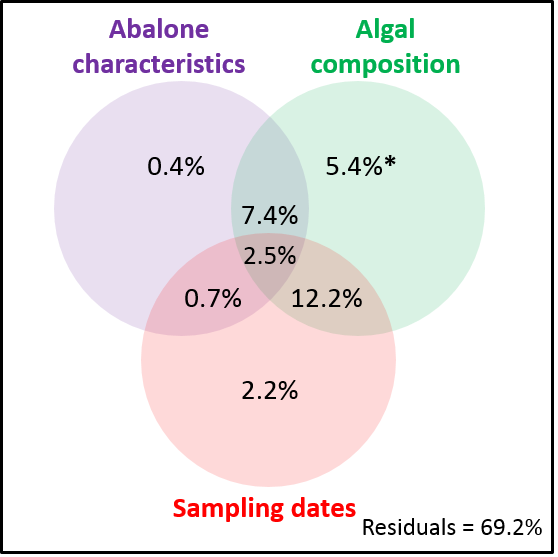 Abalone
characteristics
Algal
composition
0.4%
5.4%*
7.4%
2.5%
0.7%
12.2%
2.2%
Sampling dates
Residuals = 69.2%